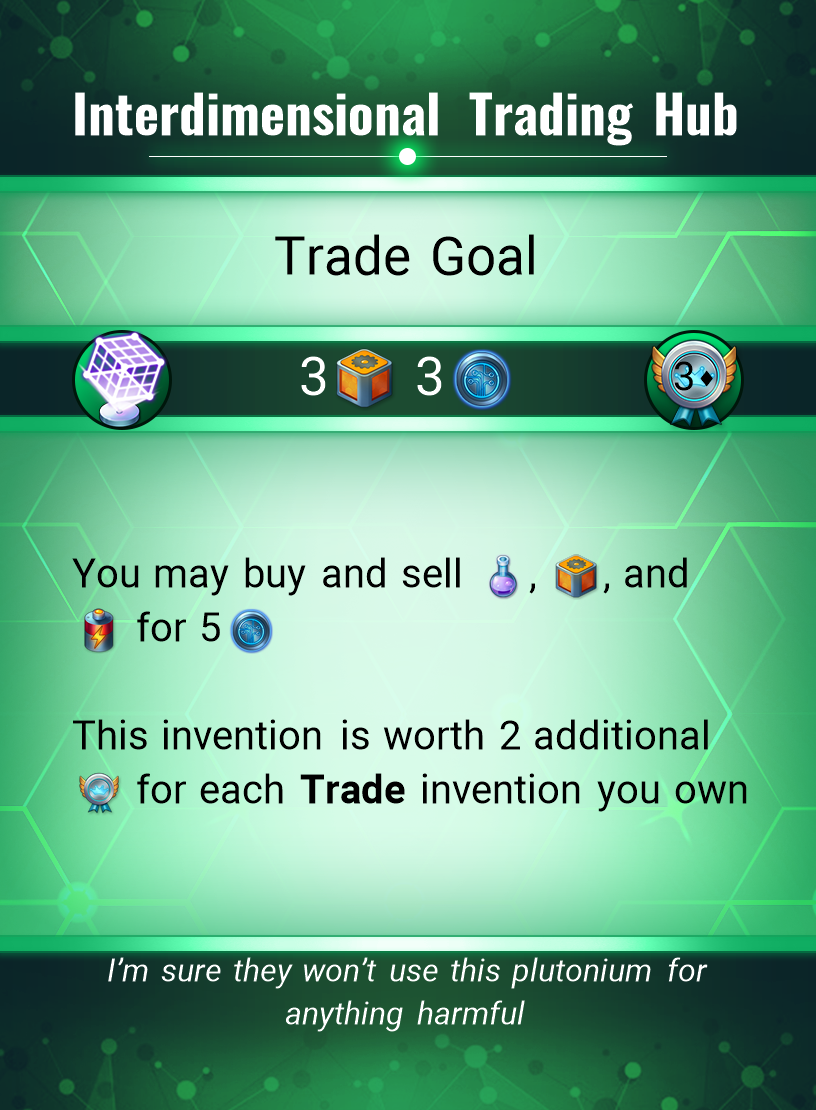 Interdimensional Trading Hub
Trade Goal
3 3 3♦
You may buy and sell , , and
for 5
This invention is worth 2 additional
for each Trade invention you own
I’m sure they won’t use this plutonium for
anything harmful